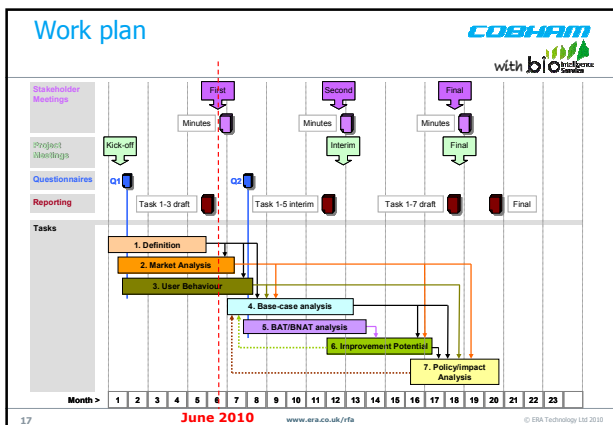 Work plan
COBHAM
with bio Intelligence Service
Stakeholder Meetings
First
Second
Final
Minutes
Minutes
Minutes
Project Meetings
Kick-off
Interim
Final
Questionnaires
Q1
Q2
Reporting
Task 1-3 draft
Task 1-5 interim
Task 1-7 draft
Final
Tasks
1. Definition
2. Market Analysis
3. User Behaviour
4. Base-case analysis
5. BAT/BNAT analysis
6. Improvement Potential
7. Policy/impact
Analysis
Month > 1 2 3 4 5 6 7 8 9 10 11 12 13 14 15 16 17 18 19 20 21 22 23
17
June 2010
www.era.co.uk/rfa
© ERA Technology Ltd 2010